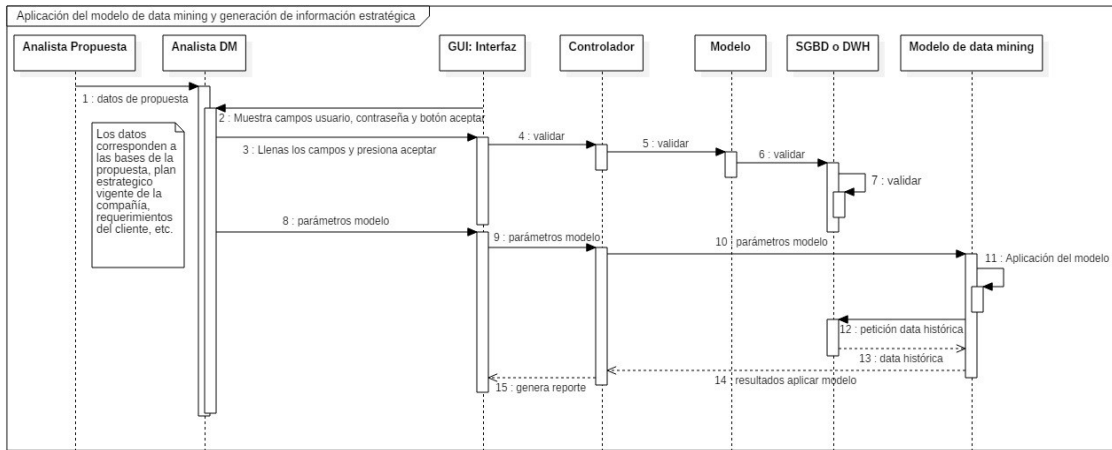 Aplicación del modelo de data mining y generación de información estratégica
Analista Propuesta
Analista DM
GUI: Interfaz
Controlador
Modelo
SGBD o DWH
Modelo de data mining
1 : datos de propuesta
2 : Muestra campos usuario, contraseña y botón aceptar
Los datos
corresponden a
las bases de la
propuesta, plan
estrategico
vigente de la
compañía,
requerimientos
del cliente, etc.
3 : Llenas los campos y presiona aceptar
4 : validar
5 : validar
6 : validar
7 : validar
8 : parámetros modelo
9 : parámetros modelo
10 : parámetros modelo
11 : Aplicación del modelo
12 : petición data histórica
13 : data histórica
14 : resultados aplicar modelo
15 : genera reporte